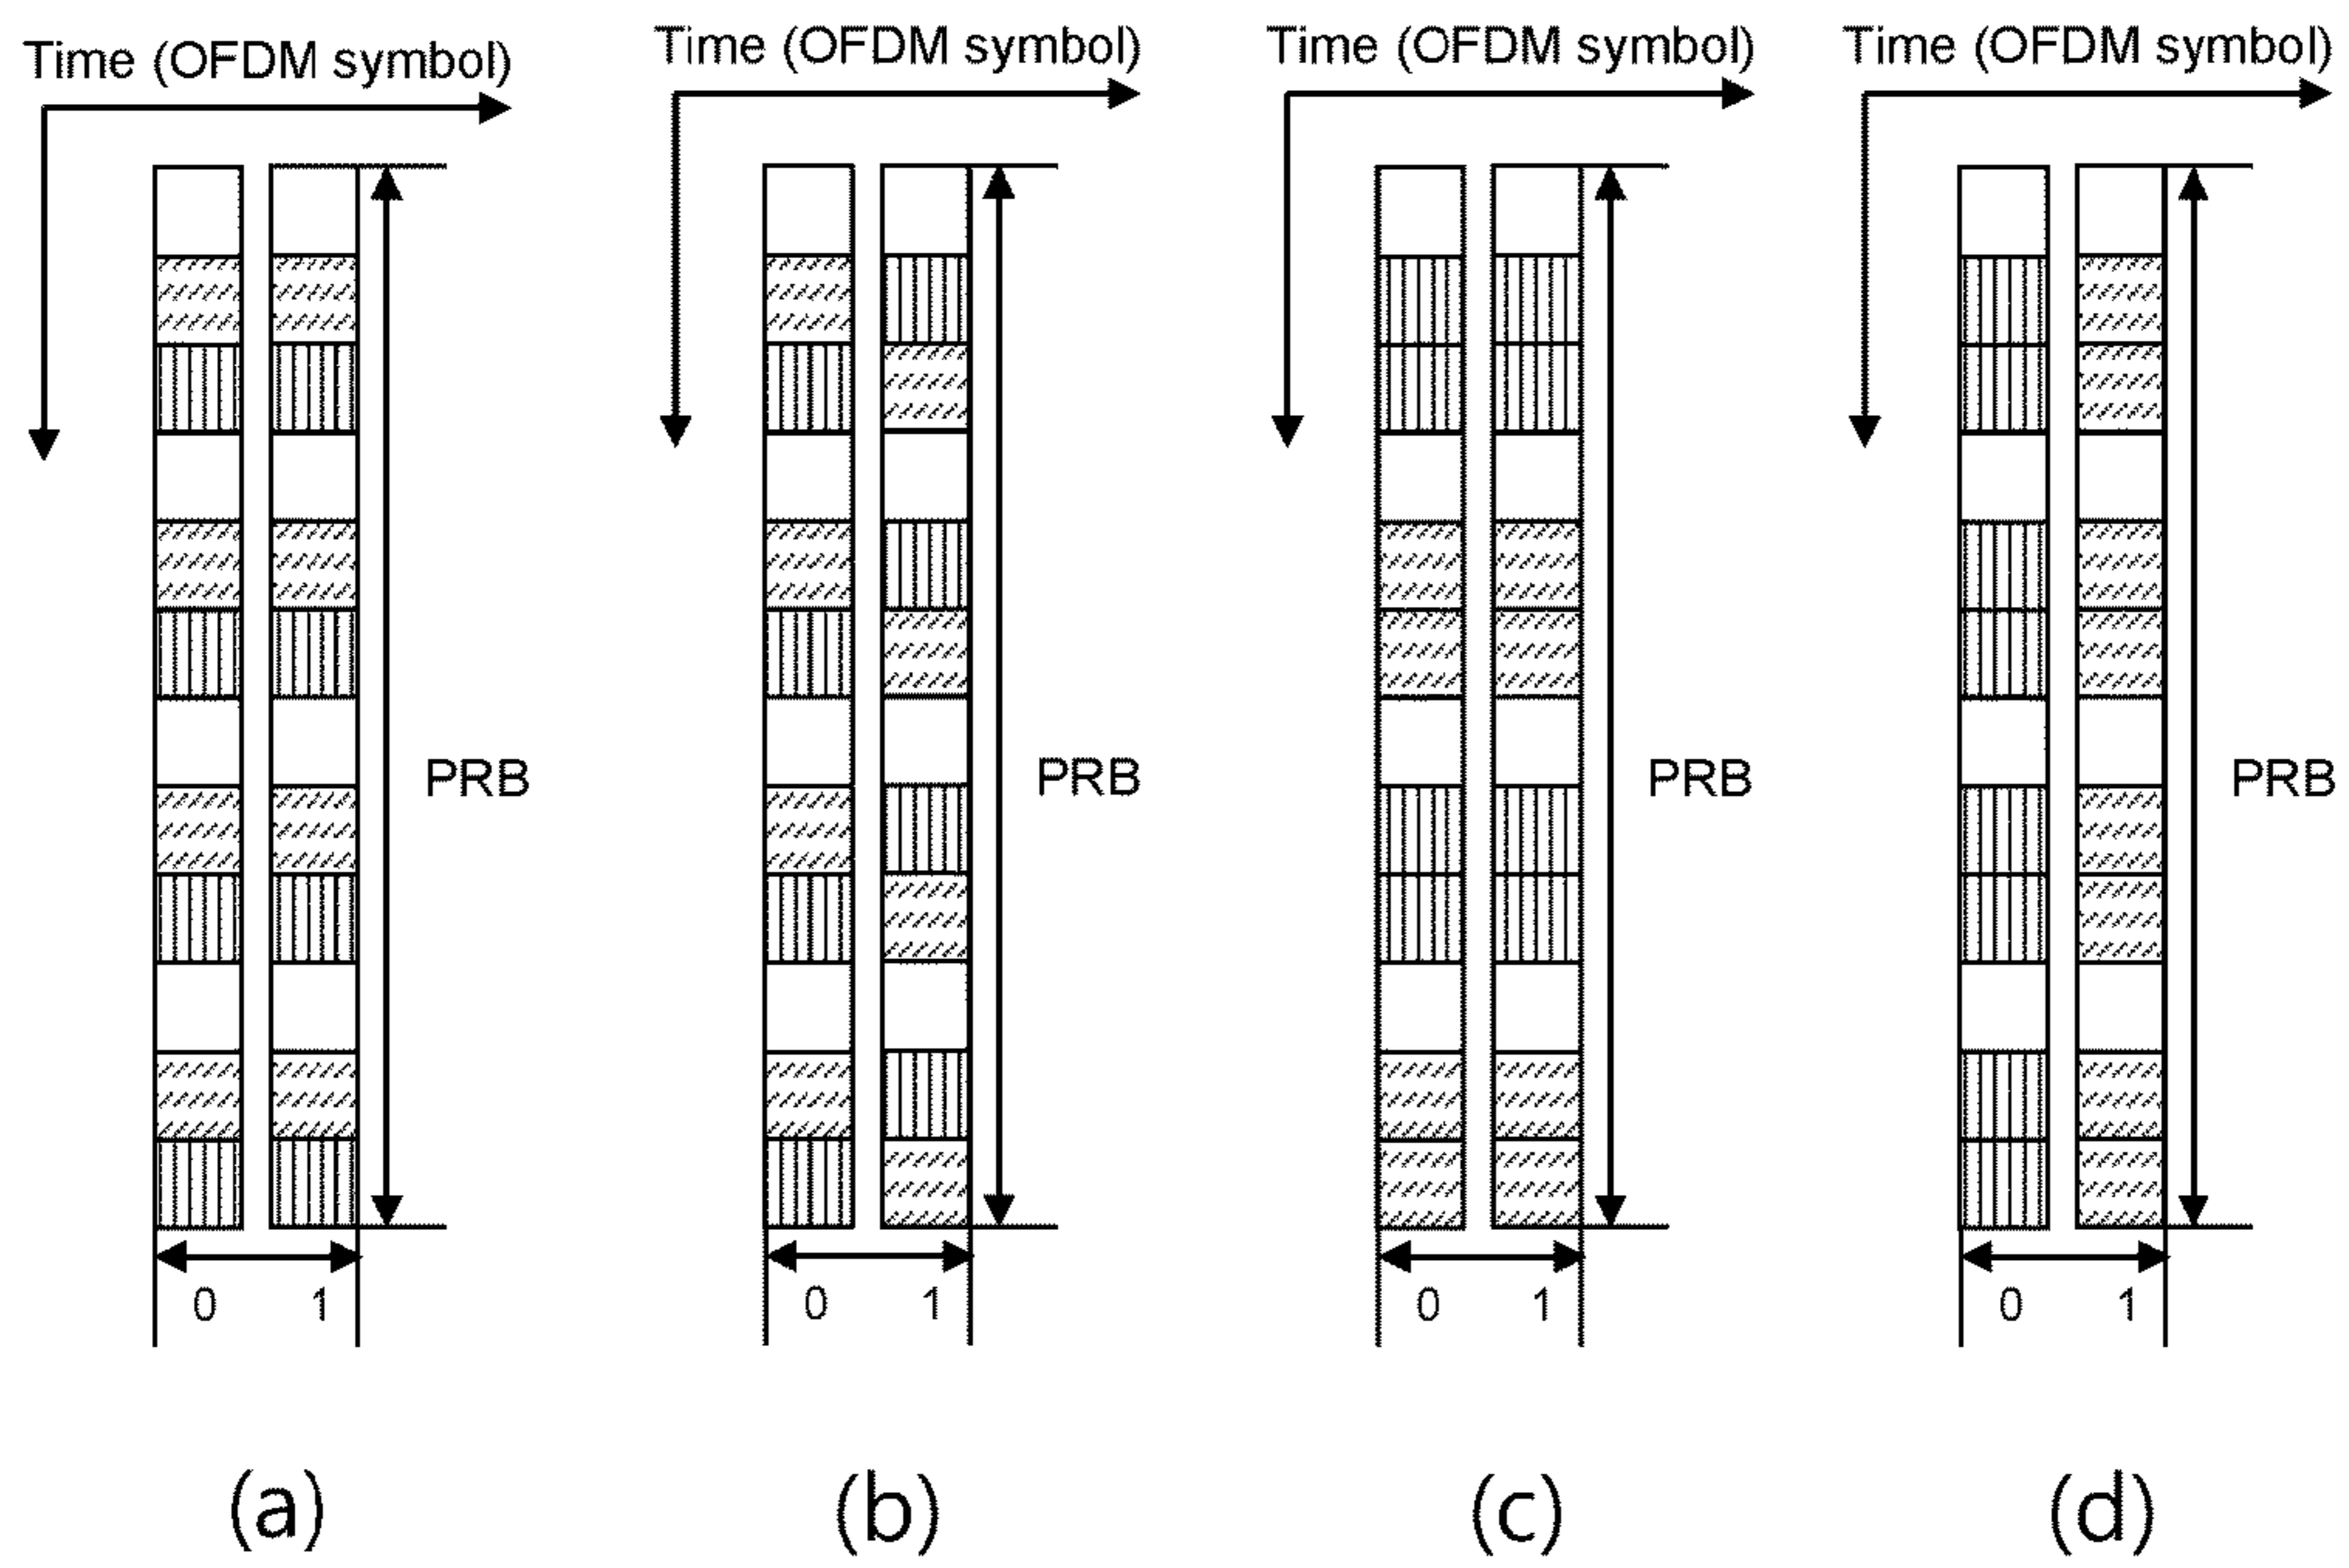 Time (OFDM symbol) Time (OFDM symbol) Time (OFDM symbol) Time (OFDM symbol)
PRB PRB PRB PRB
0 1 0 1 0 1 0 1
(a) (b) (c) (d)